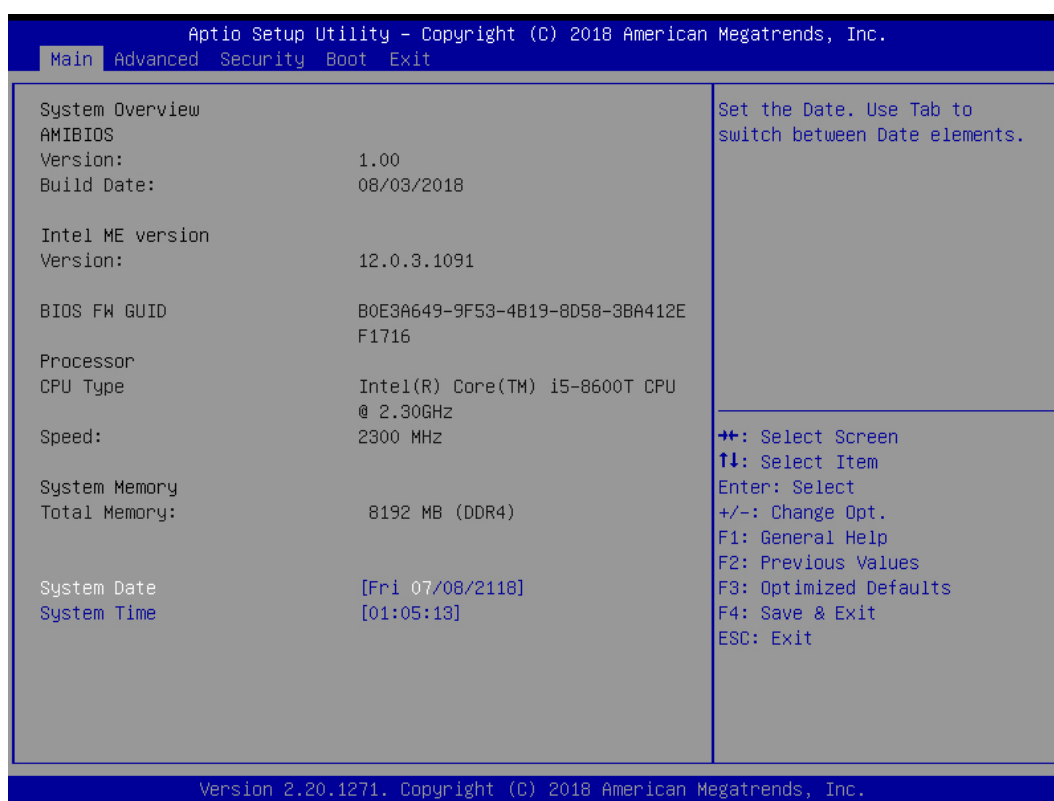 Aptio Setup Utility – Copyright (C) 2018 American Megatrends, Inc.
Main Advanced Security Boot Exit
System Overview
AMIBIOS
Version: 1.00
Build Date: 08/03/2018
Intel ME version
Version: 12.0.3.1091
BIOS FW GUID B0E3A649-9F53-4B19-8D58-3BA412E
F1716
Processor
CPU Type Intel(R) Core(TM) i5-8600T CPU
@ 2.30GHz
Speed: 2300 MHz
System Memory
Total Memory: 8192 MB (DDR4)
System Date [Fri 07/08/2118]
System Time [01:05:13]
Set the Date. Use Tab to
switch between Date elements.
→←: Select Screen
↑↓: Select Item
Enter: Select
+/-: Change Opt.
F1: General Help
F2: Previous Values
F3: Optimized Defaults
F4: Save & Exit
ESC: Exit
Version 2.20.1271. Copyright (C) 2018 American Megatrends, Inc.